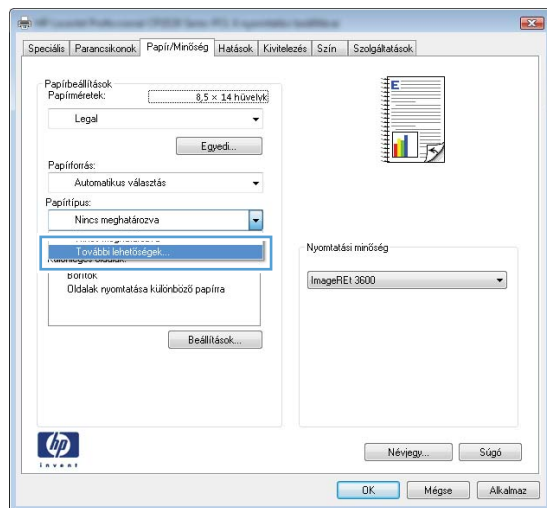 Speciális Parancsikonok Papír/Minőség Hatások Kivitelezés Szín Szolgáltatások
Papírbeállítások
Papírméretek: 8,5 × 14 hüvelyk
Legal
Egyedi...
Papírforrás:
Automatikus választás
Papírtípus:
Nincs meghatározva
További lehetőségek...
Borítók
Oldalak nyomtatása különböző papírra
Beállítások...
E
Nyomtatási minőség
ImageREt 3600
hp
invent
Névjegy... Súgó
OK Mégse Alkalmaz